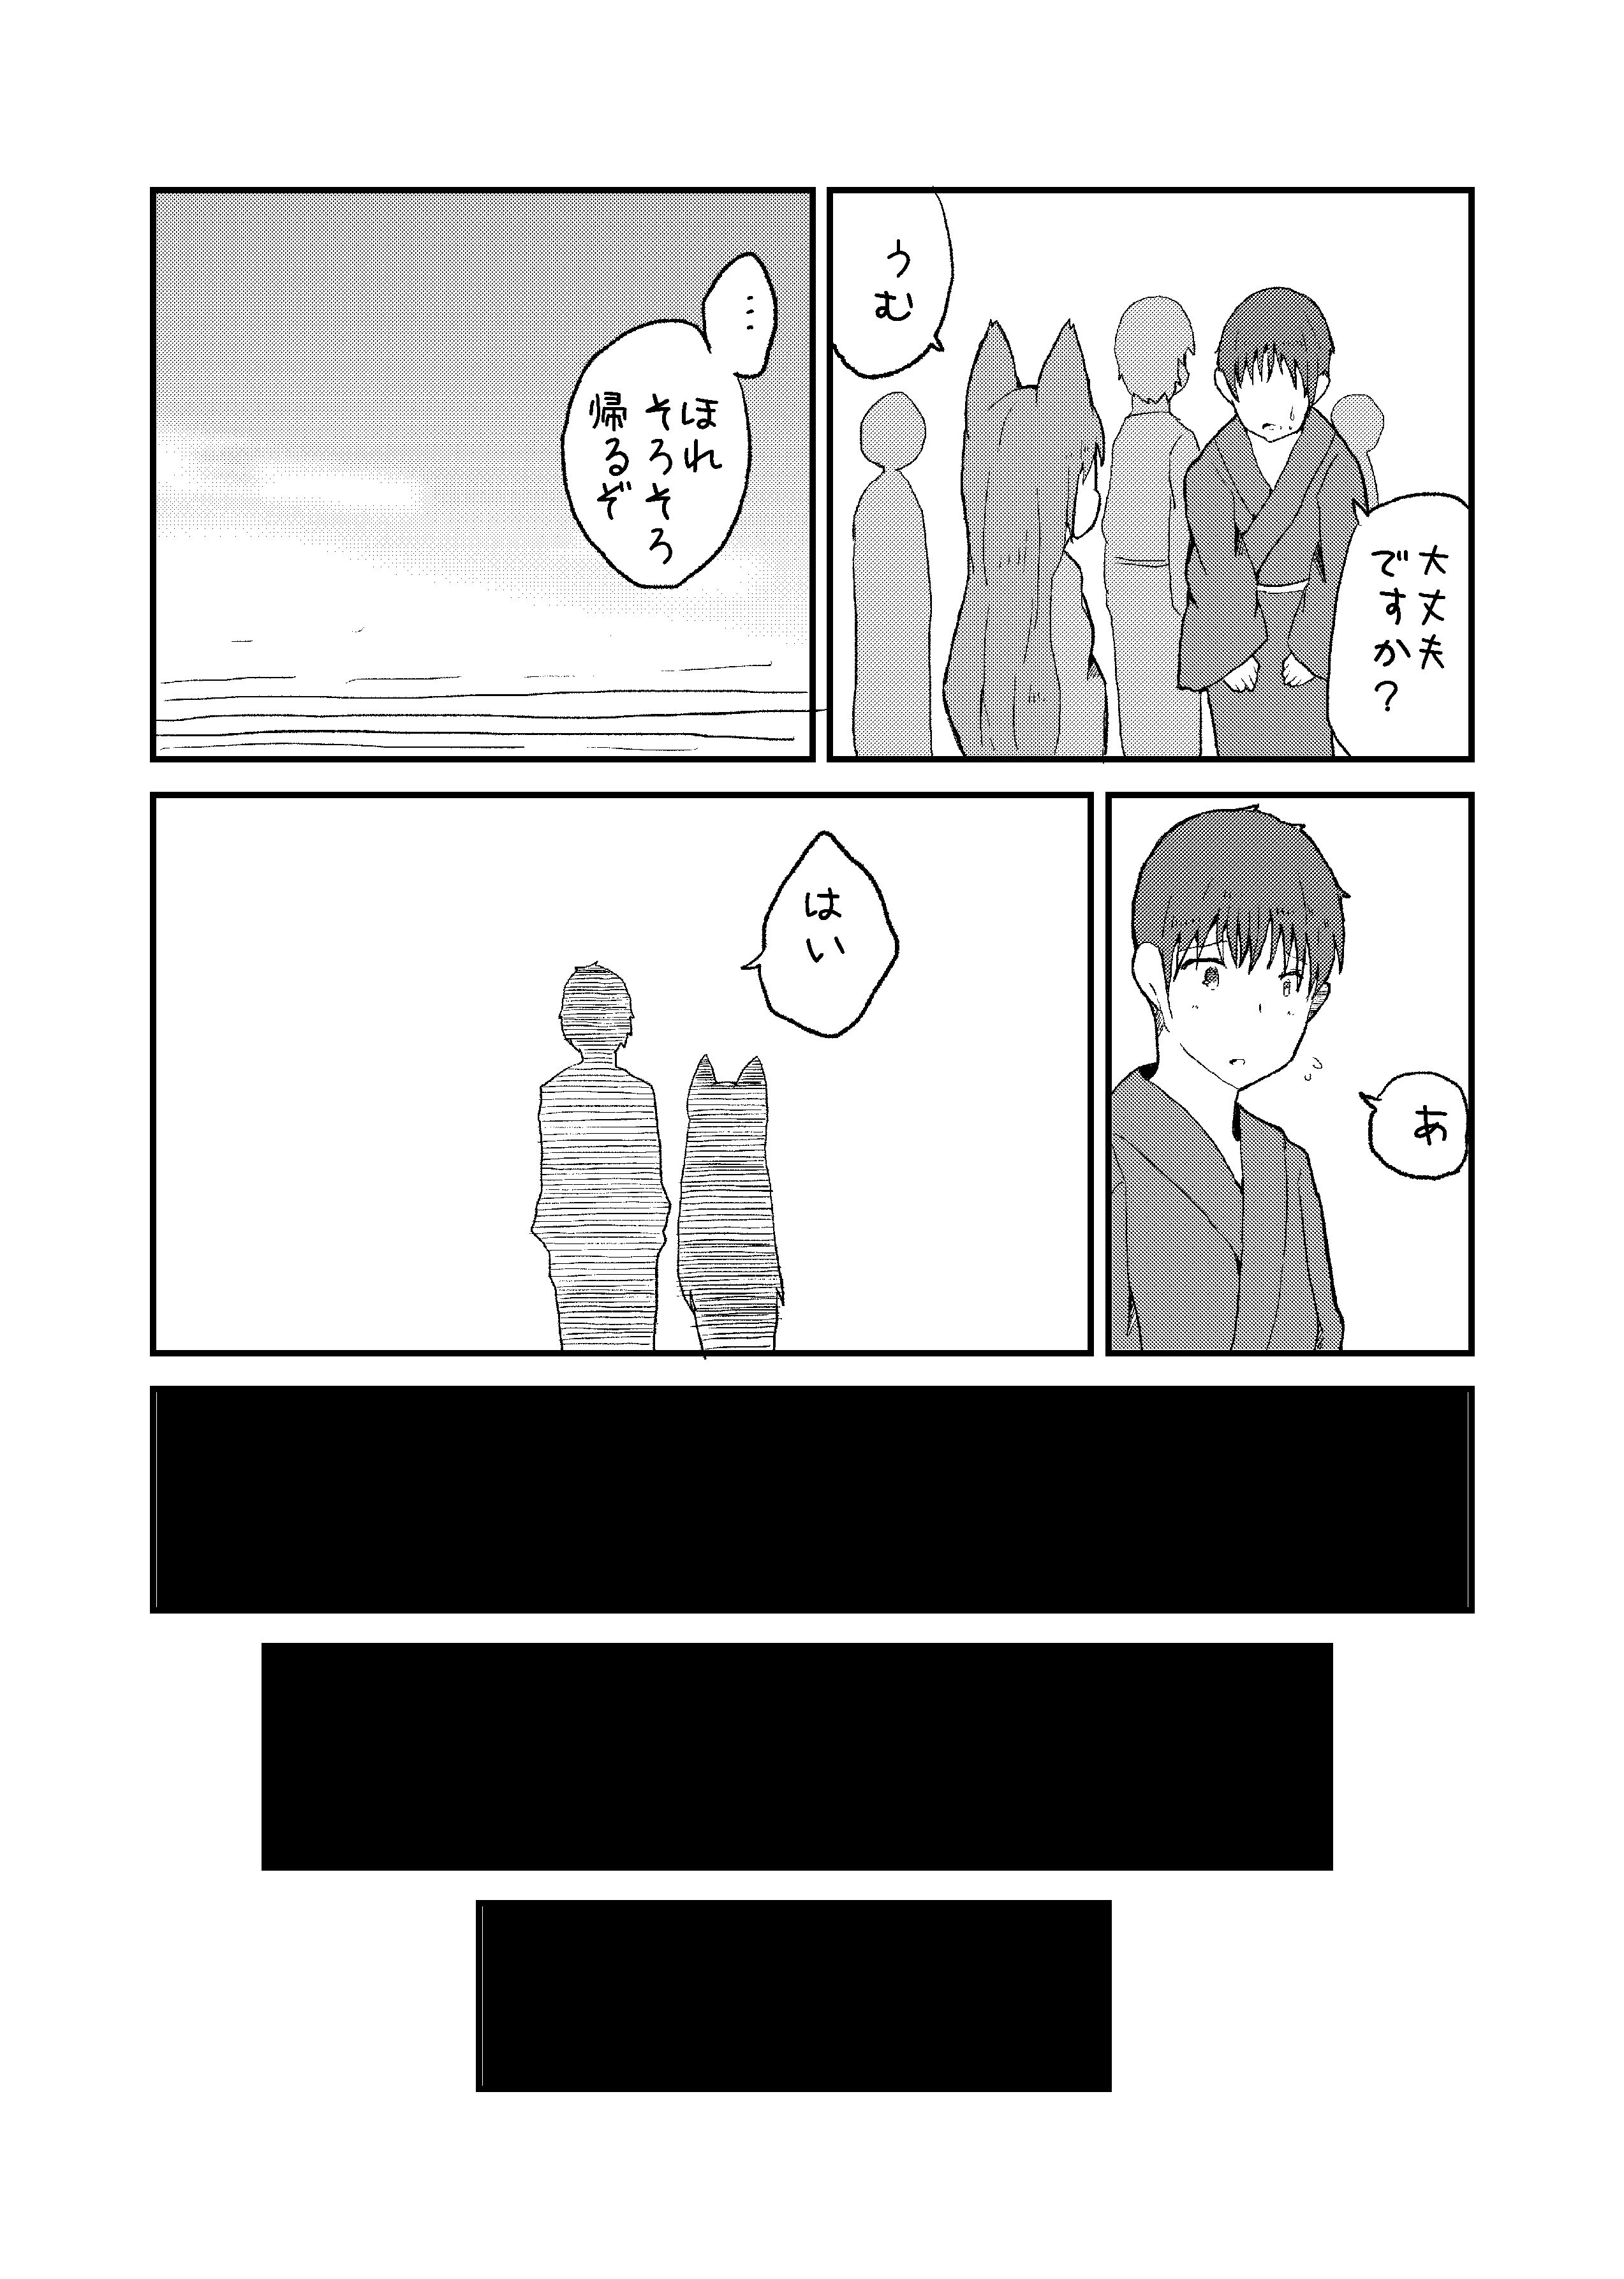 大丈夫
ですか?
うむ
…
ほれ
そろそろ
帰るぞ
あ
はい